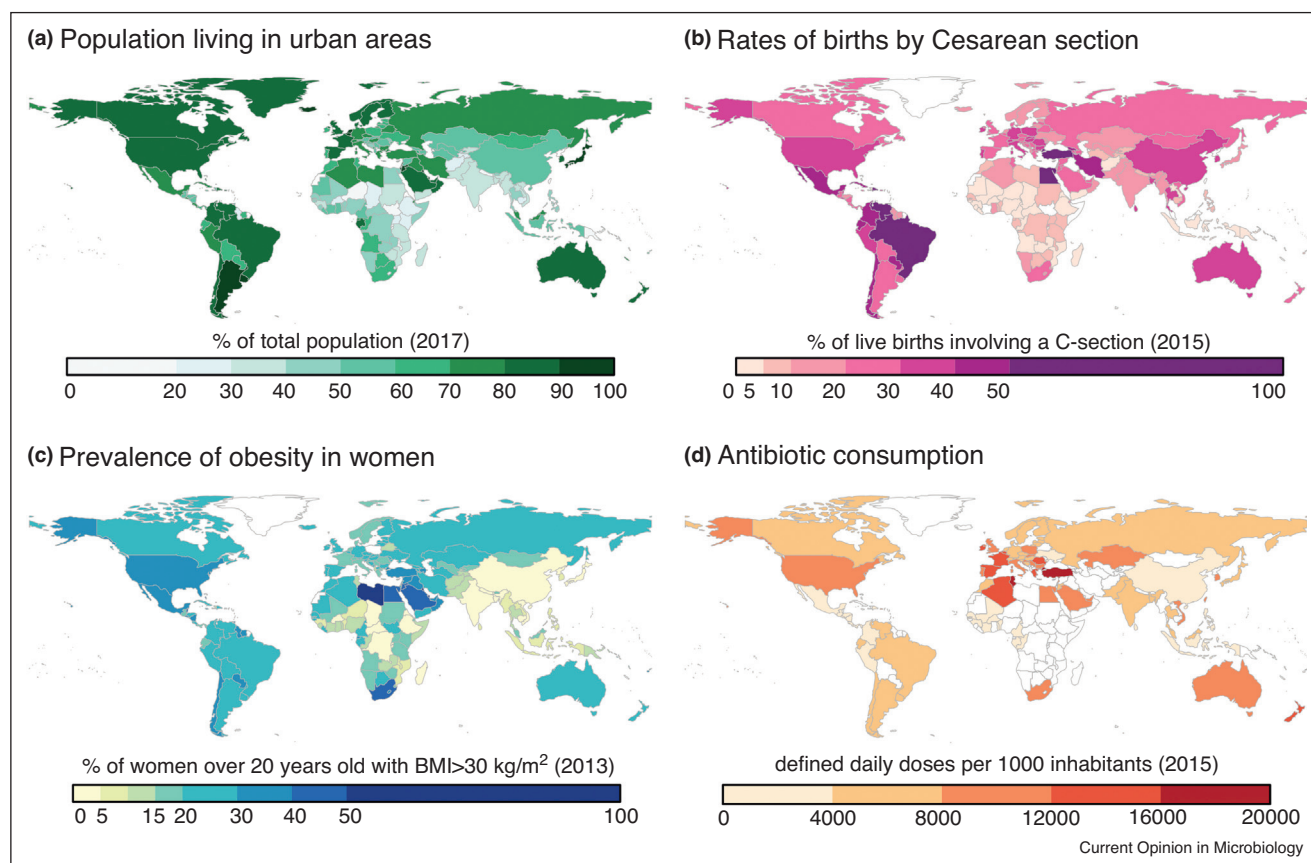 (a) Population living in urban areas
% of total population (2017)
0 20 30 40 50 60 70 80 90 100
(b) Rates of births by Cesarean section
% of live births involving a C-section (2015)
0 5 10 20 30 40 50 100
(c) Prevalence of obesity in women
% of women over 20 years old with BMI>30 kg/m² (2013)
0 5 15 20 30 40 50 100
(d) Antibiotic consumption
defined daily doses per 1000 inhabitants (2015)
0 4000 8000 12000 16000 20000
Current Opinion in Microbiology